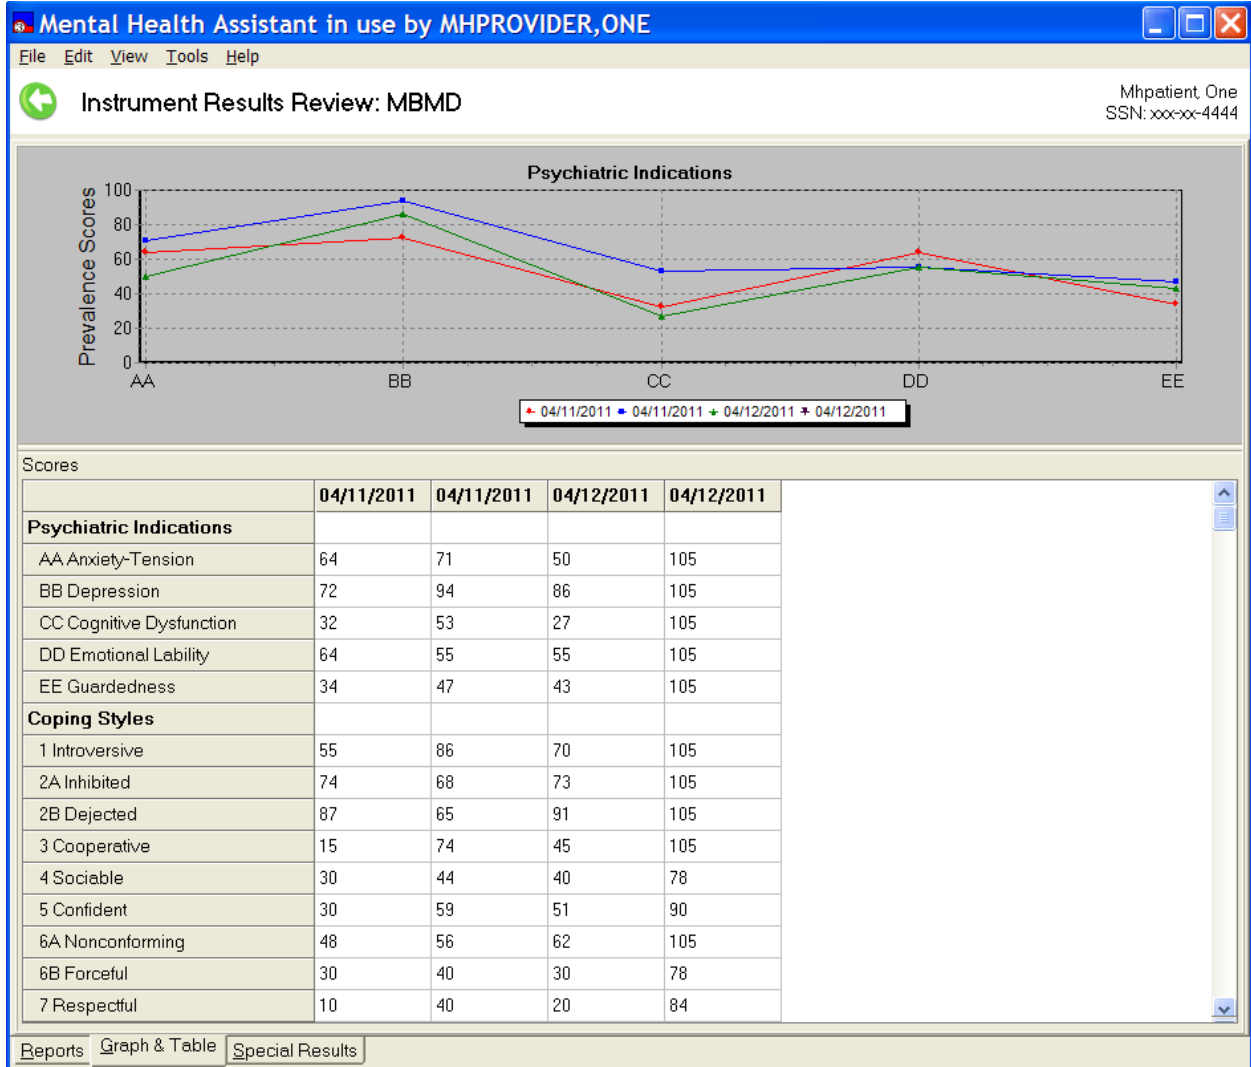 Mental Health Assistant in use by MHPROVIDER,ONE
File Edit View Tools Help
Instrument Results Review: MBMD
Mhpatient, One
SSN: xxx-xx-4444
Psychiatric Indications
Prevalence Scores
100
80
60
40
20
0
AA BB CC DD EE
04/11/2011 04/11/2011 04/12/2011 04/12/2011
Scores
04/11/2011 04/11/2011 04/12/2011 04/12/2011
Psychiatric Indications
AA Anxiety-Tension 64 71 50 105
BB Depression 72 94 86 105
CC Cognitive Dysfunction 32 53 27 105
DD Emotional Lability 64 55 55 105
EE Guardedness 34 47 43 105
Coping Styles
1 Introversive 55 86 70 105
2A Inhibited 74 68 73 105
2B Dejected 87 65 91 105
3 Cooperative 15 74 45 105
4 Sociable 30 44 40 78
5 Confident 30 59 51 90
6A Nonconforming 48 56 62 105
6B Forceful 30 40 30 78
7 Respectful 10 40 20 84
Reports Graph & Table Special Results